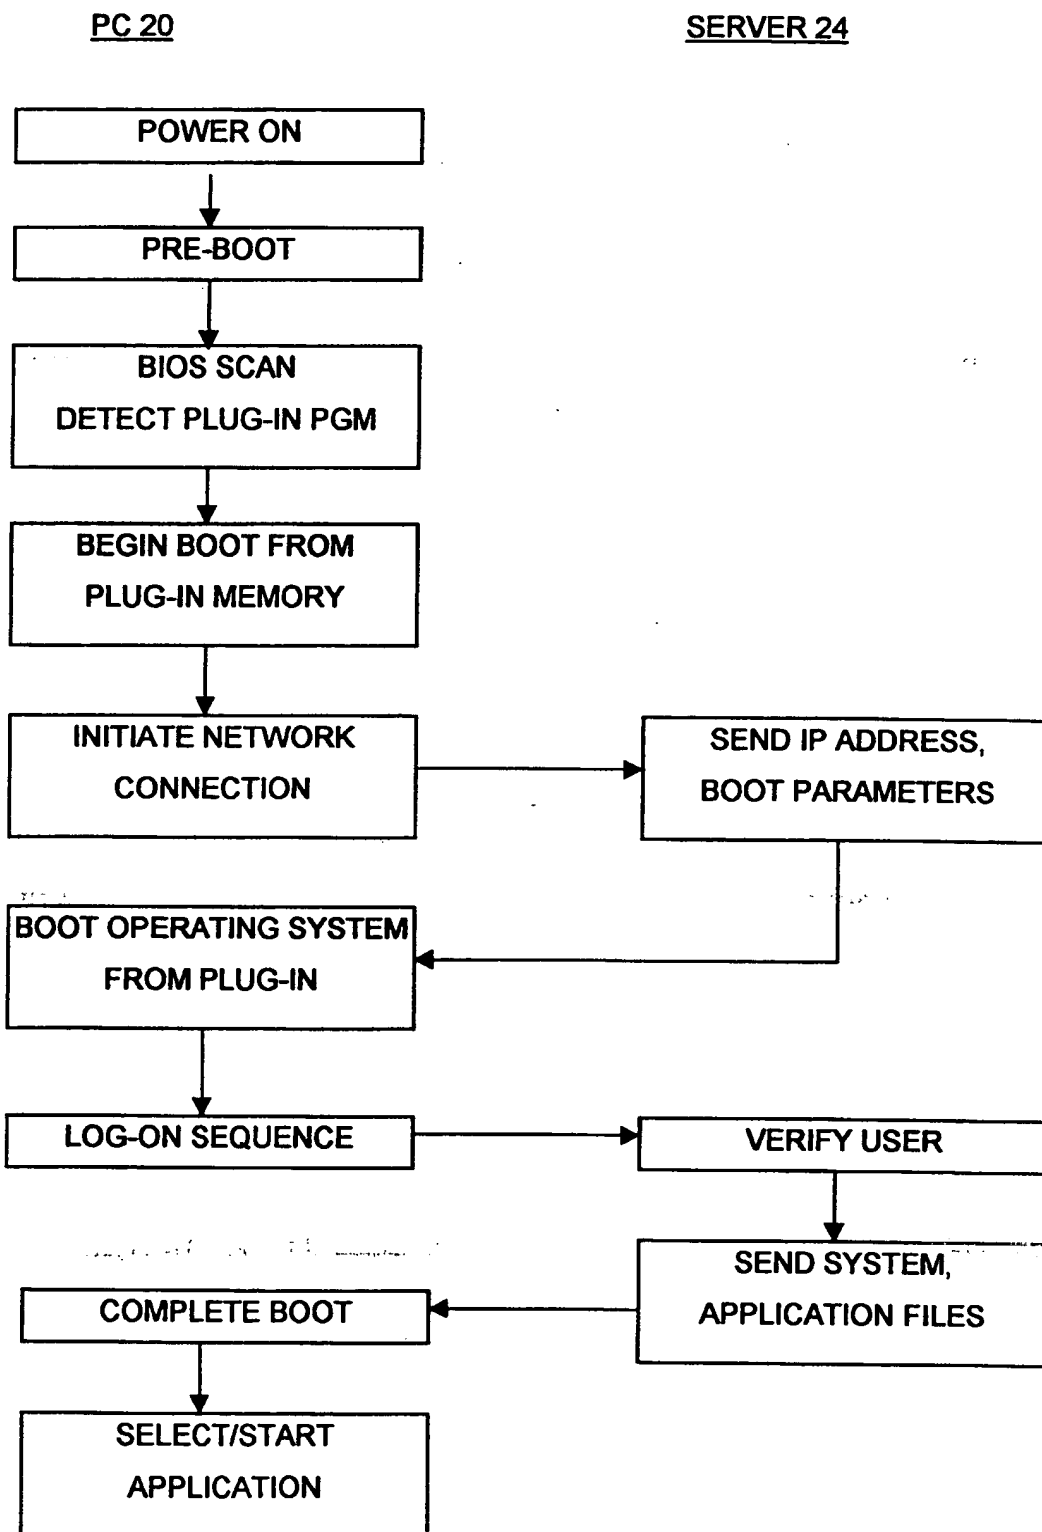 PC 20
SERVER 24
POWER ON
PRE-BOOT
BIOS SCAN
DETECT PLUG-IN PGM
BEGIN BOOT FROM
PLUG-IN MEMORY
INITIATE NETWORK
CONNECTION
SEND IP ADDRESS,
BOOT PARAMETERS
BOOT OPERATING SYSTEM
FROM PLUG-IN
LOG-ON SEQUENCE
VERIFY USER
SEND SYSTEM,
APPLICATION FILES
COMPLETE BOOT
SELECT/START
APPLICATION